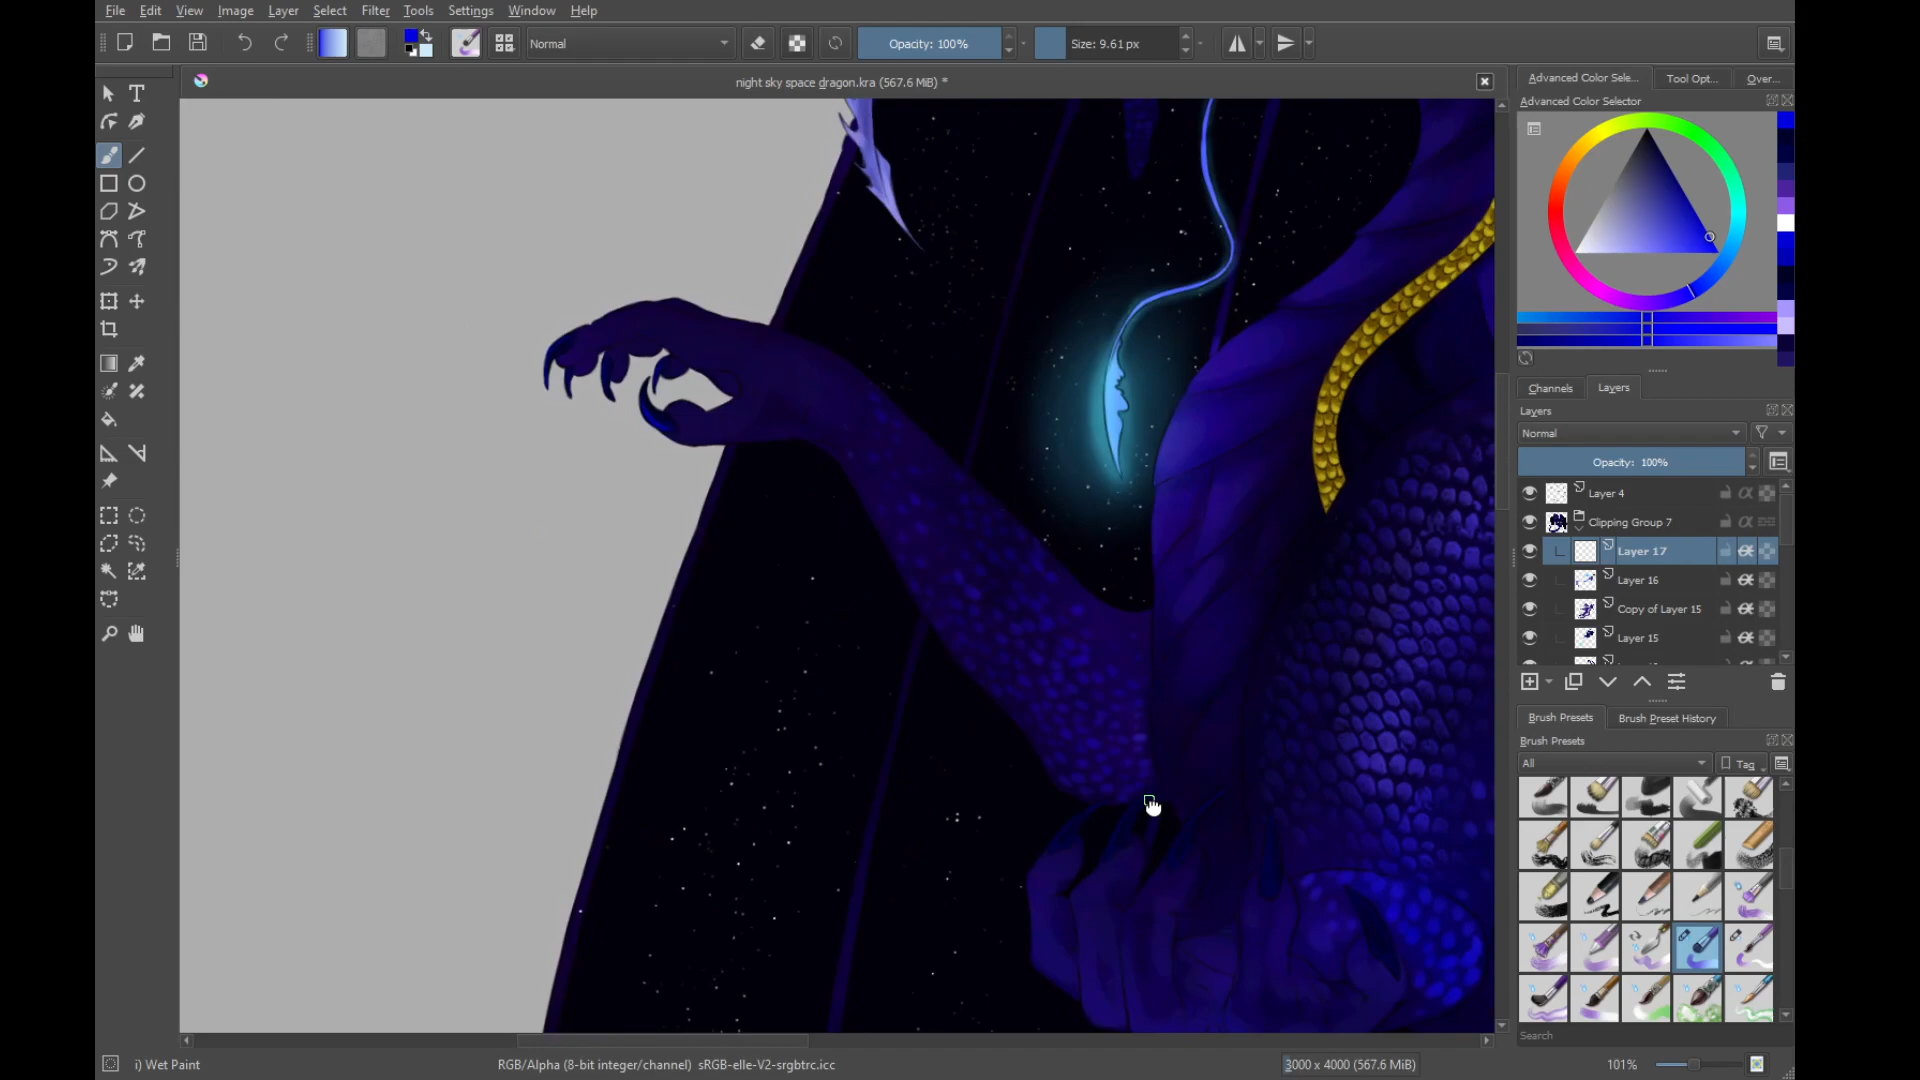 File Edit View Select Filter Tools Settings Window Help
Image Layer
Normal Opacity: 100% Size: 9.61 px
night sky space dragon.kra (567.6 MiB) *
Advanced Color Sele... Tool Opt... Over...
Advanced Color Selector
Channels Layers
Layers
Normal
Opacity: 100%
Layer 4
Clipping Group 7
Layer 17
Layer 16
Copy of Layer 15
Layer 15
Brush Presets Brush Preset History
Brush Presets
All Tag
Search
i) Wet Paint RGB/Alpha (8-bit integer/channel) sRGB-elle-V2-srgbtrc.icc 3000 x 4000 (567.6 MiB) 101%